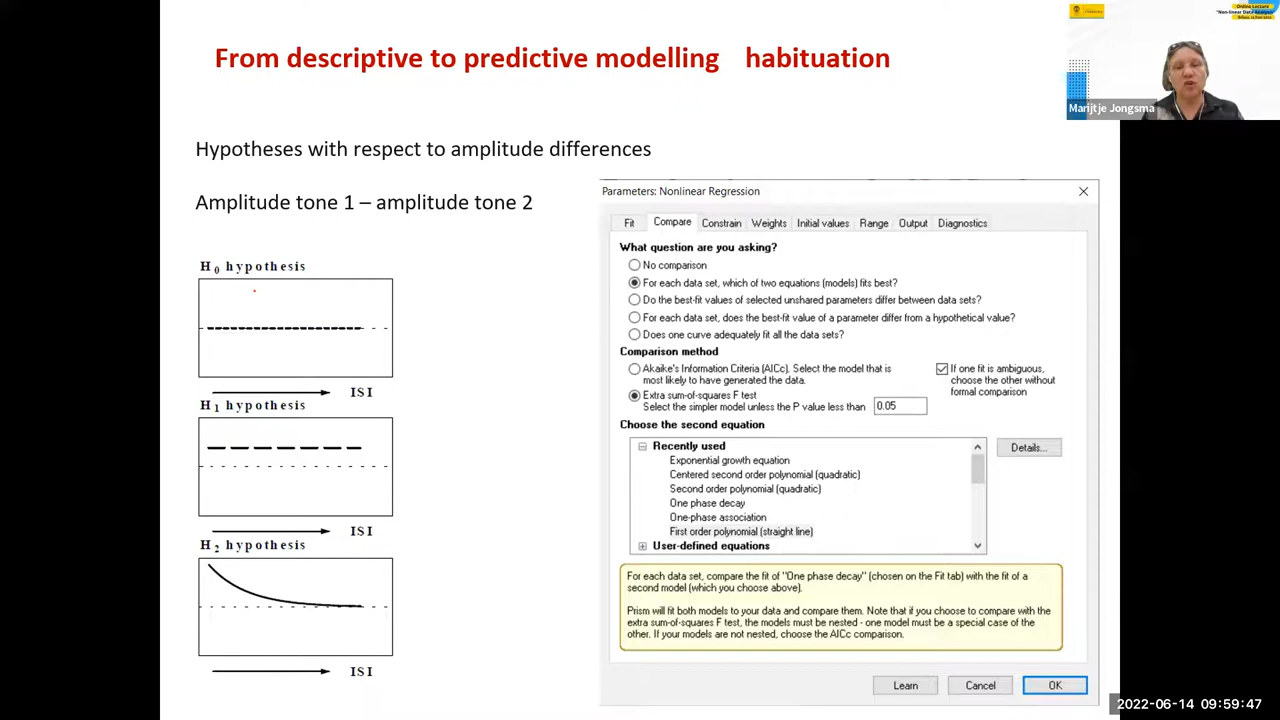 From descriptive to predictive modelling habituation
Online Lecture
"Non-linear Data Analysis"
Marijtje Jongsma
Hypotheses with respect to amplitude differences
Amplitude tone 1 – amplitude tone 2
H0 hypothesis
ISI
H1 hypothesis
ISI
H2 hypothesis
ISI
Parameters: Nonlinear Regression
Fit Compare Constrain Weights Initial values Range Output Diagnostics
What question are you asking?
No comparison
For each data set, which of two equations (models) fits best?
Do the best-fit values of selected unshared parameters differ between data sets?
For each data set, does the best-fit value of a parameter differ from a hypothetical value?
Does one curve adequately fit all the data sets?
Comparison method
Akaike's Information Criteria (AICc). Select the model that is
most likely to have generated the data.
If one fit is ambiguous,
choose the other without
formal comparison
Extra sum-of-squares F test
Select the simpler model unless the P value less than 0.05
Choose the second equation
Recently used
Exponential growth equation
Centered second order polynomial (quadratic)
Second order polynomial (quadratic)
One phase decay
One-phase association
First order polynomial (straight line)
User-defined equations
Details...
For each data set, compare the fit of "One phase decay" (chosen on the Fit tab) with the fit of a
second model (which you choose above).
Prism will fit both models to your data and compare them. Note that if you choose to compare with the
extra sum-of-squares F test, the models must be nested - one model must be a special case of the
other. If your models are not nested, choose the AICc comparison.
Learn Cancel OK
2022-06-14 09:59:47